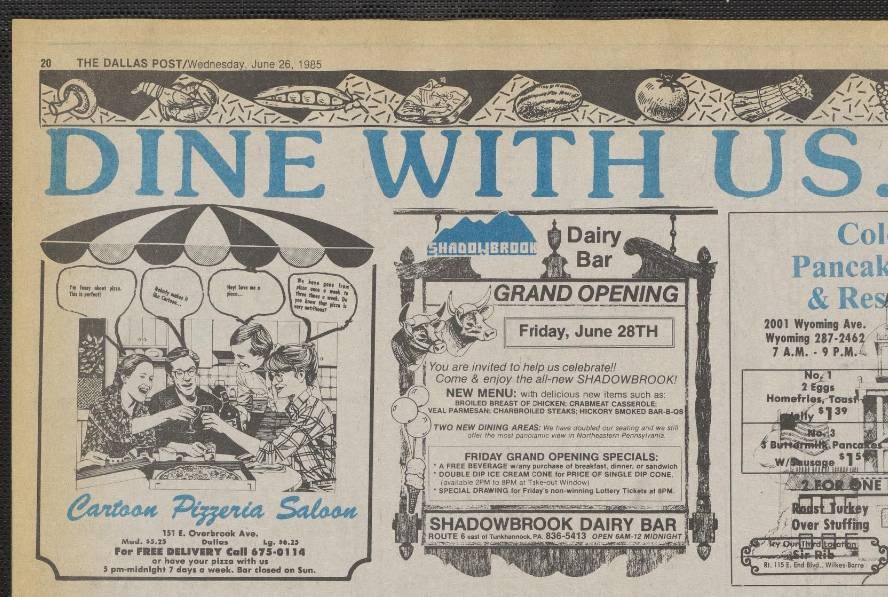 20 THE DALLAS POST/Wednesday, June 26, 1985
DINE WITH US.
I'm fussy about pizza.
This is perfect!
Nobody makes it
like Cartoon...
Hey! Save me a
piece...
We have gone from
pizza once a week to
three times a week. Do
you know that pizza is
very nutritious?
Cartoon Pizzeria Saloon
151 E. Overbrook Ave.
Med. $5.25 Dallas Lg. $6.25
For FREE DELIVERY Call 675-0114
or have your pizza with us
5 pm-midnight 7 days a week. Bar closed on Sun.
SHADOWBROOK
Dairy
Bar
GRAND OPENING
Friday, June 28TH
You are invited to help us celebrate!!
Come & enjoy the all-new SHADOWBROOK!
NEW MENU: with delicious new items such as:
BROILED BREAST OF CHICKEN; CRABMEAT CASSEROLE;
VEAL PARMESAN; CHARBROILED STEAKS; HICKORY SMOKED BAR-B-QS
TWO NEW DINING AREAS: We have doubled our seating and we still
offer the most panoramic view in Northeastern Pennsylvania.
FRIDAY GRAND OPENING SPECIALS:
* A FREE BEVERAGE w/any purchase of breakfast, dinner, or sandwich
* DOUBLE DIP ICE CREAM CONE for PRICE OF SINGLE DIP CONE.
(available 2PM to 8PM at Take-out Window)
* SPECIAL DRAWING for Friday's non-winning Lottery Tickets at 8PM.
SHADOWBROOK DAIRY BAR
ROUTE 6 east of Tunkhannock, PA. 836-5413 OPEN 6AM-12 MIDNIGHT
Col
Pancak
& Res
2001 Wyoming Ave.
Wyoming 287-2462
7 A.M. - 9 P.M.
No. 1
2 Eggs
Homefries, Toast
Jelly $1 39
No. 3
3 Buttermilk Pancakes
W/Sausage $1 5
2 FOR ONE
Roast Turkey
Over Stuffing
Try Our Third Location
Sir Rib
Rt. 115 E. End Blvd., Wilkes-Barre